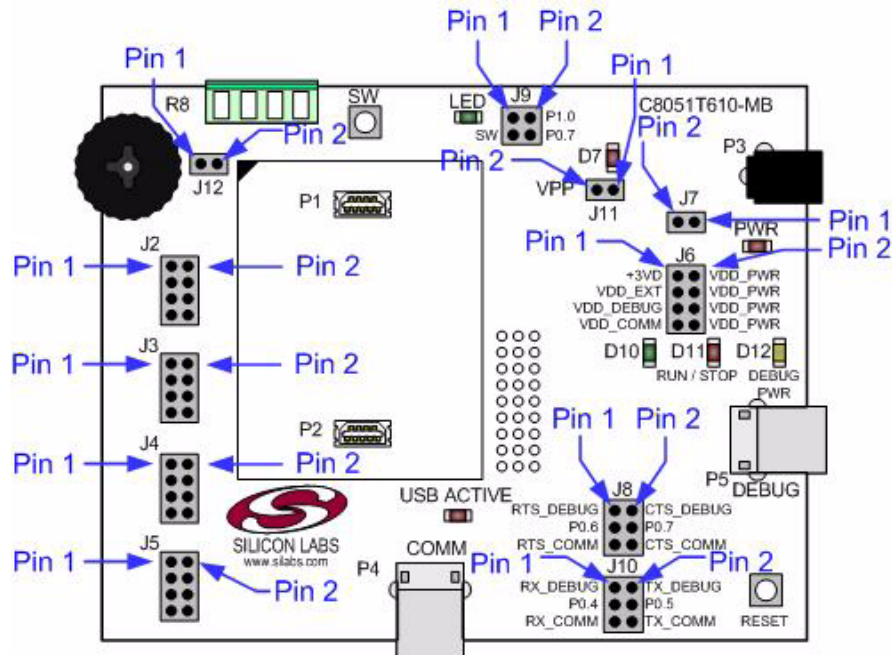 Pin 1
Pin 2
Pin 1
R8
SW
LED
J9
C8051T610-MB
Pin 1
Pin 2
P1.0
SW
P0.7
Pin 2
D7
Pin 2
P3
J12
VPP
J11
J7
Pin 1
P1
PWR
J2
Pin 1
J6
Pin 2
Pin 1
Pin 2
+3VD
VDD_PWR
VDD_EXT
VDD_PWR
VDD_DEBUG
VDD_PWR
VDD_COMM
VDD_PWR
J3
D10
D11
D12
Pin 1
Pin 2
RUN / STOP
DEBUG
PWR
P2
Pin 1
Pin 2
J4
Pin 1
Pin 2
P5
DEBUG
J8
USB ACTIVE
RTS_DEBUG
CTS_DEBUG
P0.6
P0.7
SILICON LABS
www.silabs.com
COMM
RTS_COMM
CTS_COMM
J5
P4
Pin 1
J10
Pin 2
Pin 1
Pin 2
RX_DEBUG
TX_DEBUG
P0.4
P0.5
RX_COMM
TX_COMM
RESET